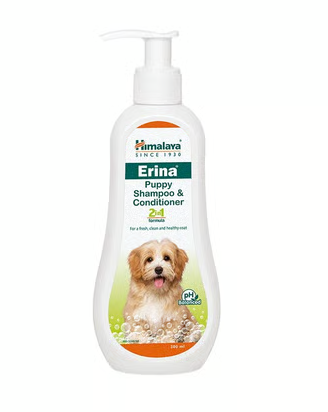 Himalaya
SINCE 1930
Erina
Puppy
Shampoo &
Conditioner
2in1
formula
For a fresh, clean and healthy coat
pH
Balanced
200 ml